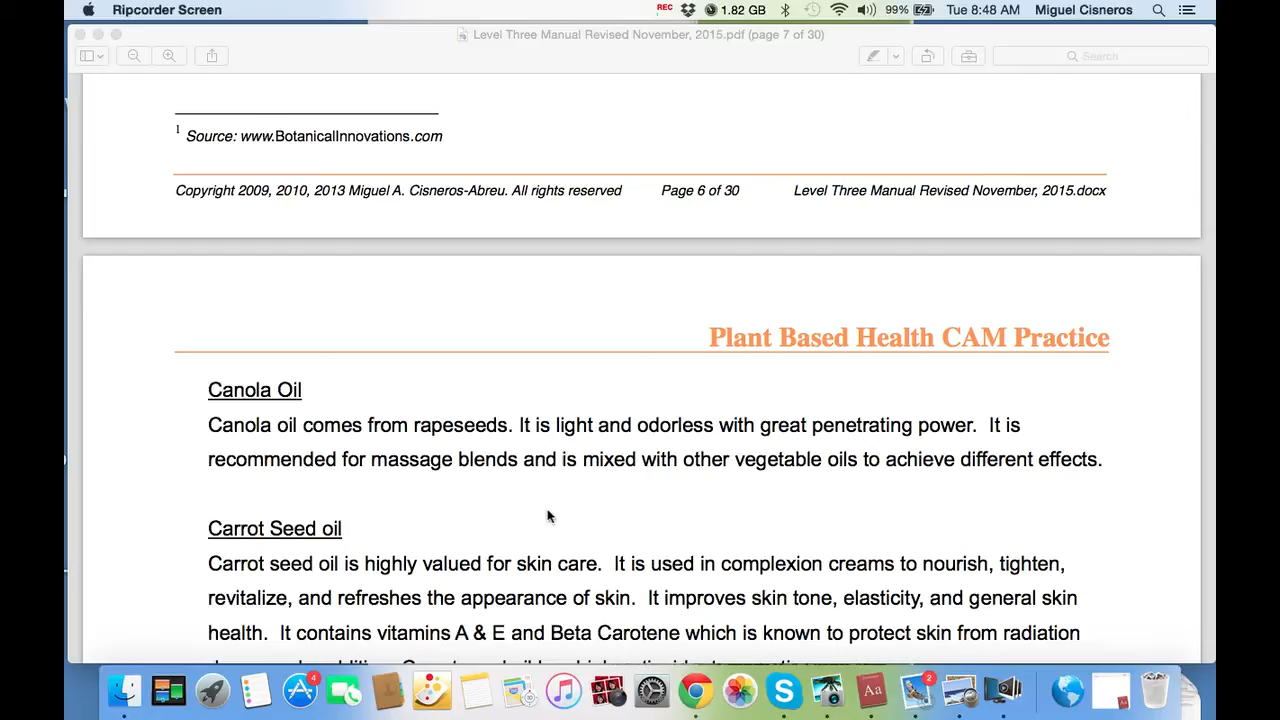 Ripcorder Screen
REC
1.82 GB
99%
Tue 8:48 AM
Miguel Cisneros
Level Three Manual Revised November, 2015.pdf (page 7 of 30)
Search
1 Source: www.BotanicalInnovations.com
Copyright 2009, 2010, 2013 Miguel A. Cisneros-Abreu. All rights reserved Page 6 of 30 Level Three Manual Revised November, 2015.docx
Plant Based Health CAM Practice
Canola Oil
Canola oil comes from rapeseeds. It is light and odorless with great penetrating power. It is
recommended for massage blends and is mixed with other vegetable oils to achieve different effects.
Carrot Seed oil
Carrot seed oil is highly valued for skin care. It is used in complexion creams to nourish, tighten,
revitalize, and refreshes the appearance of skin. It improves skin tone, elasticity, and general skin
health. It contains vitamins A & E and Beta Carotene which is known to protect skin from radiation
4
30
Aa
2